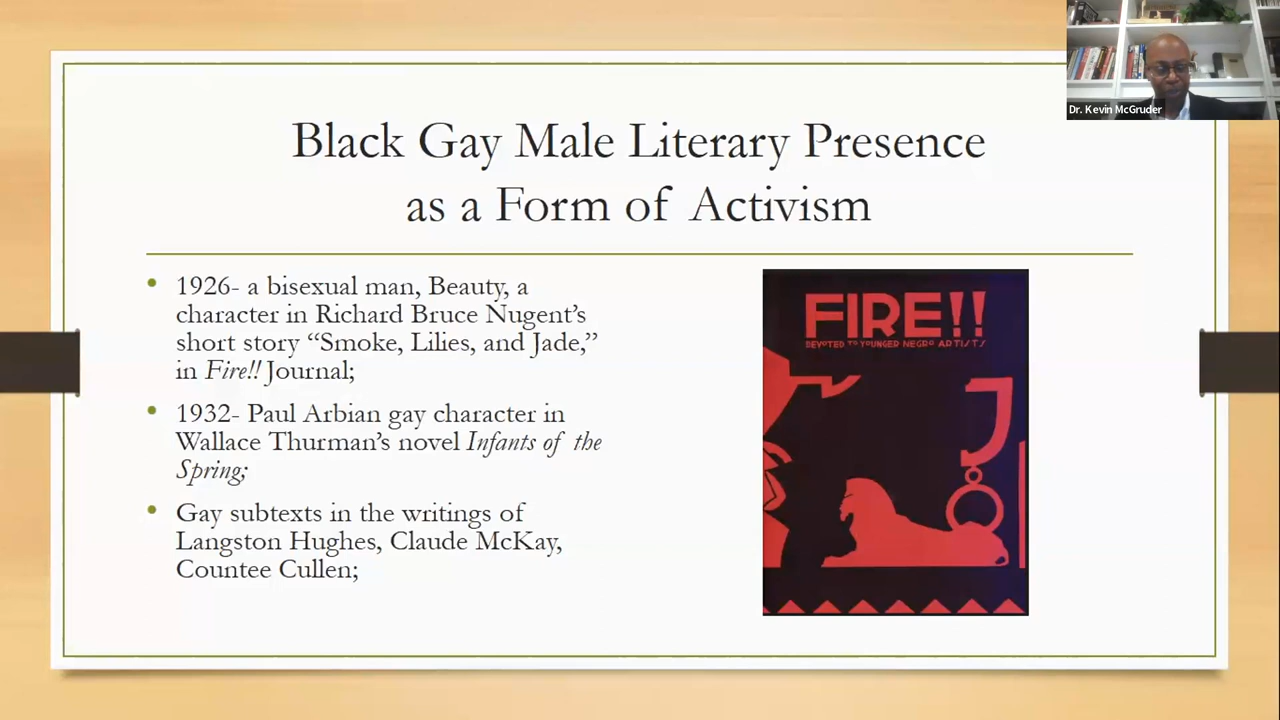 Dr. Kevin McGruder
Black Gay Male Literary Presence
as a Form of Activism
• 1926- a bisexual man, Beauty, a
character in Richard Bruce Nugent’s
short story “Smoke, Lilies, and Jade,”
in Fire!! Journal;
• 1932- Paul Arbian gay character in
Wallace Thurman’s novel Infants of the
Spring;
• Gay subtexts in the writings of
Langston Hughes, Claude McKay,
Countee Cullen;
FIRE!!
DEVOTED TO YOUNGER NEGRO ARTISTS